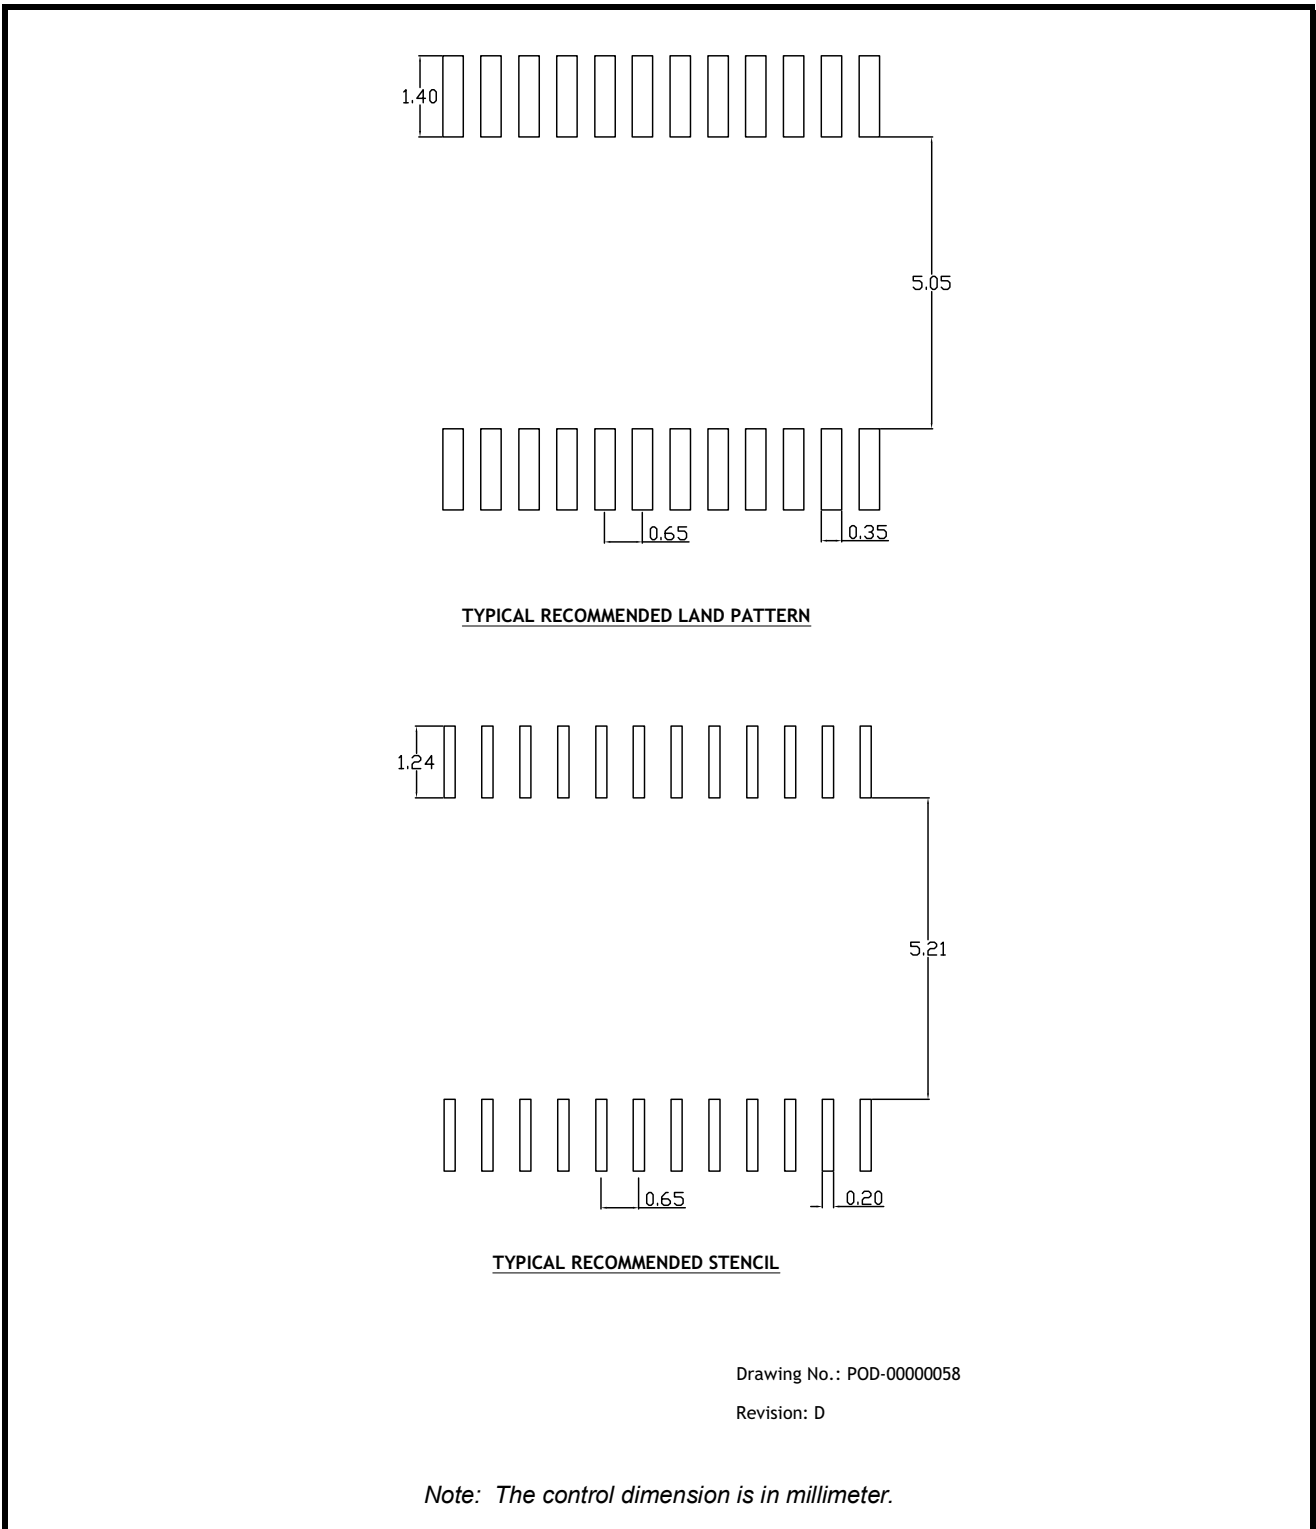 1.40
5.05
0.65
0.35
TYPICAL RECOMMENDED LAND PATTERN
1.24
5.21
0.65
0.20
TYPICAL RECOMMENDED STENCIL
Drawing No.: POD-00000058
Revision: D
Note: The control dimension is in millimeter.